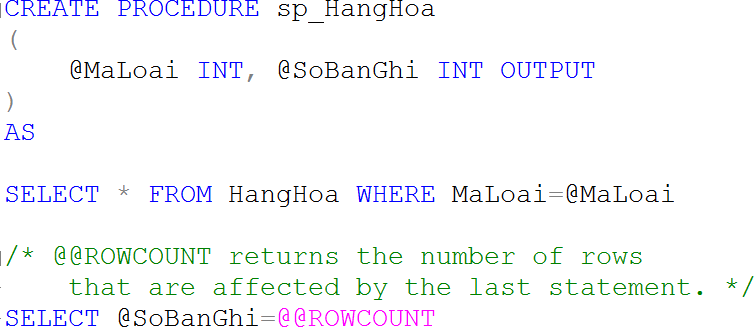 CREATE PROCEDURE sp_HangHoa
(
@MaLoai INT, @SoBanGhi INT OUTPUT
)
AS
SELECT * FROM HangHoa WHERE MaLoai=@MaLoai
/* @@ROWCOUNT returns the number of rows
that are affected by the last statement. */
SELECT @SoBanGhi=@@ROWCOUNT